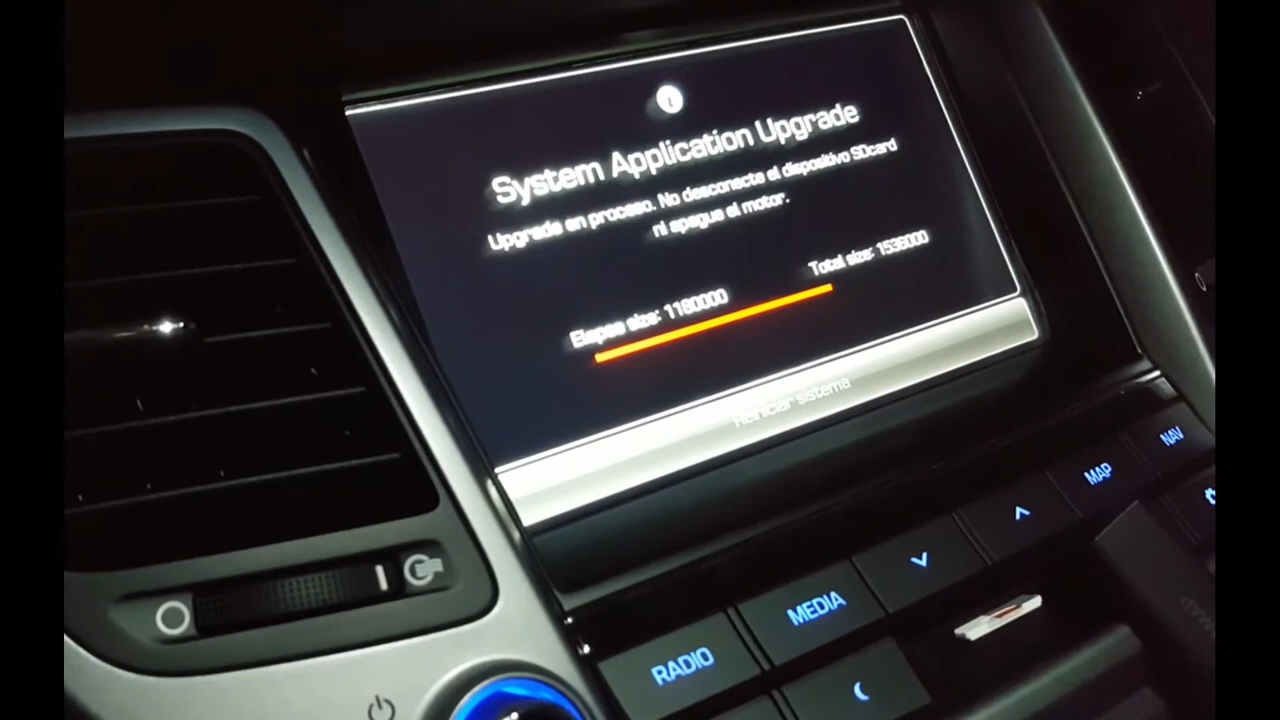 System Application Upgrade
Upgrade en proceso. No desconecte el dispositivo SDcard
ni apague el motor.
Total size: 1536000
Elapse size: 1160000
Reiniciar sistema
NAV
MAP
MEDIA
RADIO